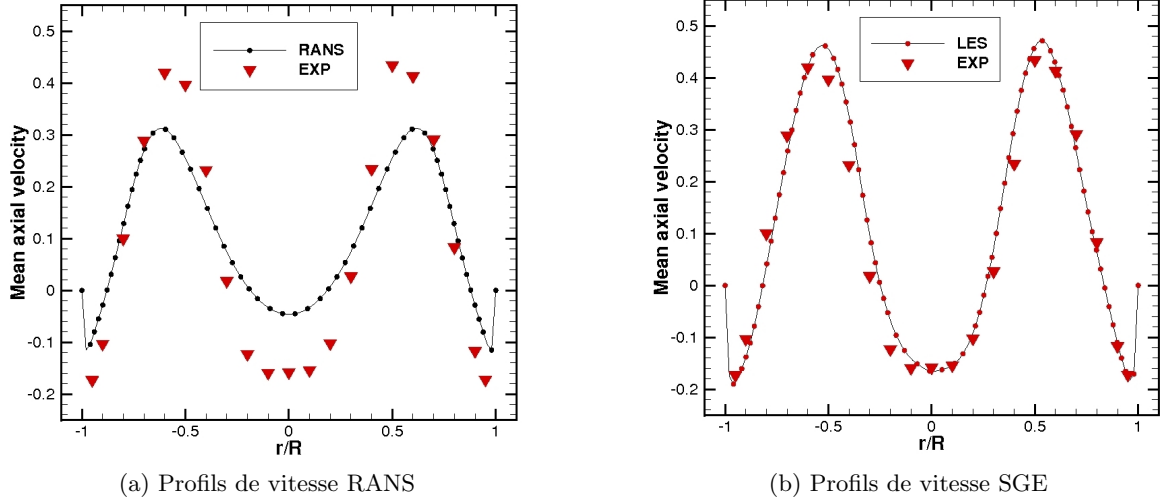 0.5
0.4
0.3
0.2
0.1
0
-0.1
-0.2
Mean axial velocity
RANS
EXP
-1
-0.5
0
0.5
1
r/R
(a) Profils de vitesse RANS
0.5
0.4
0.3
0.2
0.1
0
-0.1
-0.2
Mean axial velocity
LES
EXP
-1
-0.5
0
0.5
1
r/R
(b) Profils de vitesse SGE